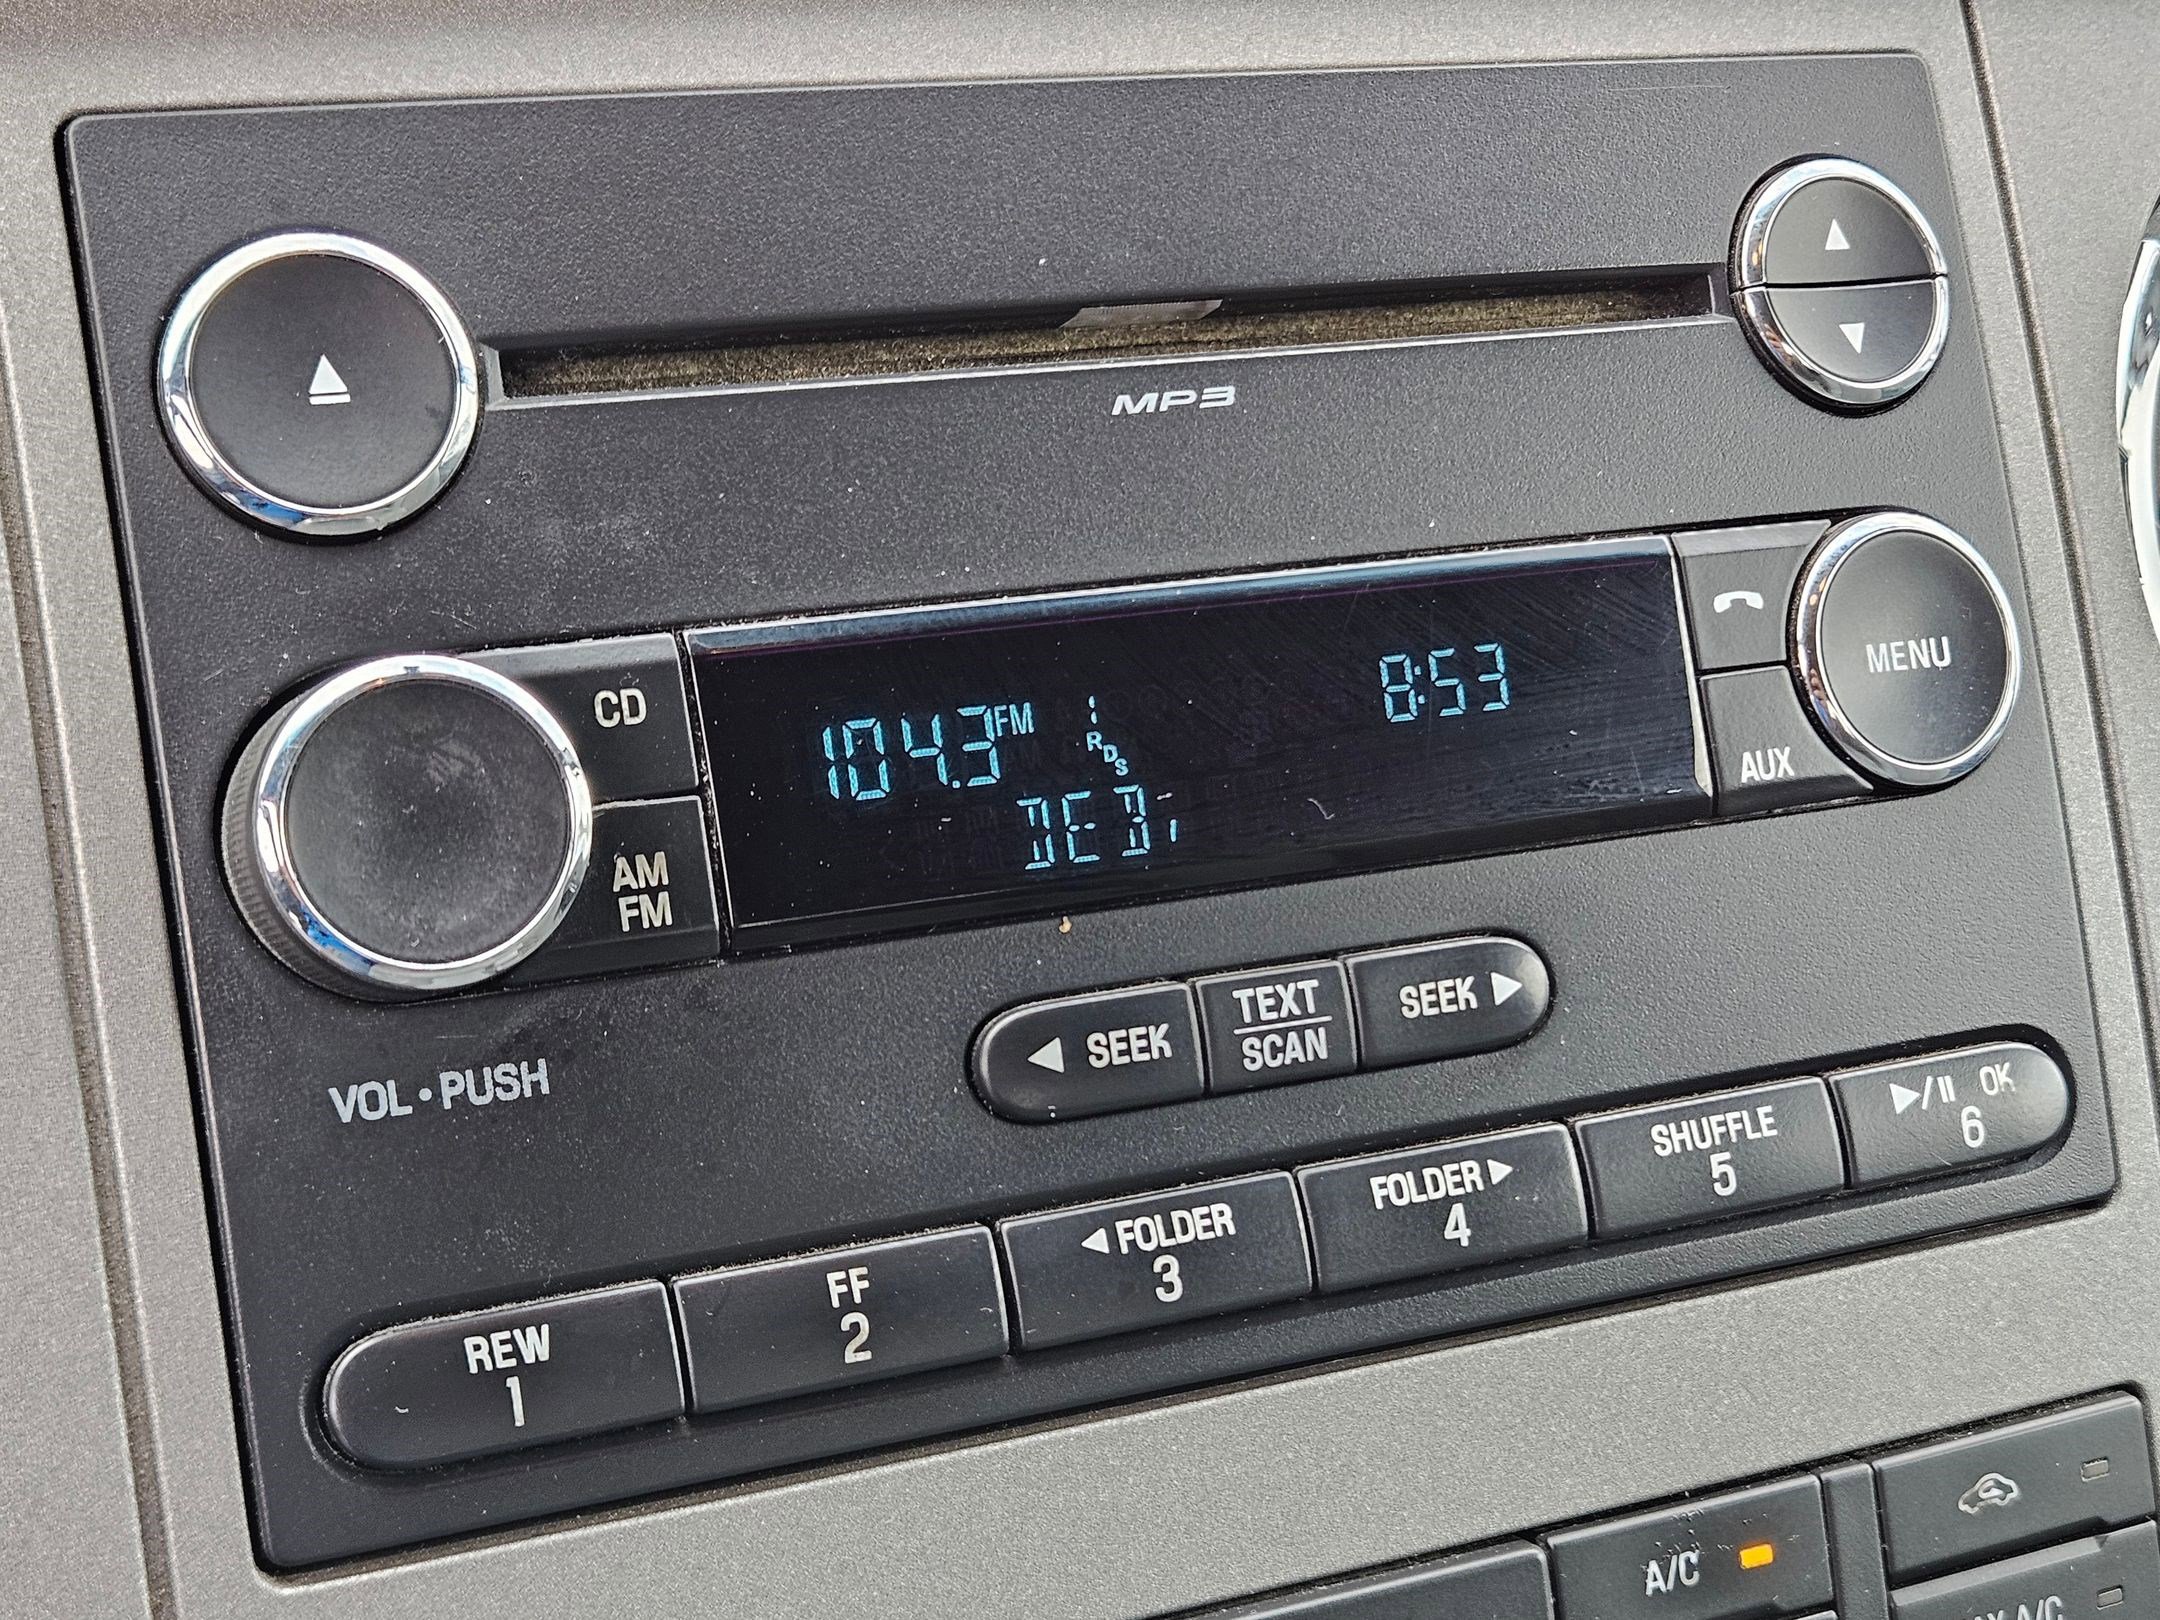 MP3
CD
8:53
MENU
104.3 FM
RDS
AUX
AM
FM
◀ SEEK
TEXT
SCAN
SEEK ▶
VOL•PUSH
REW
1
FF
2
◀ FOLDER
3
FOLDER ▶
4
SHUFFLE
5
▶/II OK
6
A/C
A/C